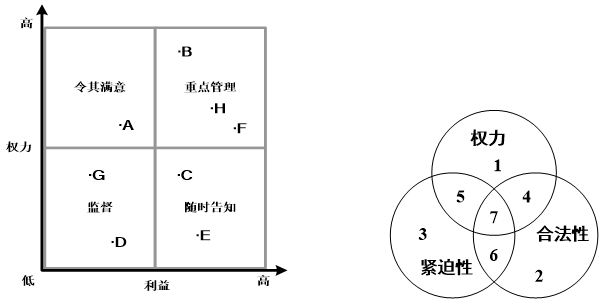 高
·B
令其满意
重点管理
·H
·A
·F
权力
·G
·C
监督
随时告知
·D
·E
低
利益
高
权力
1
5
4
7
3
合法性
紧迫性
6
2